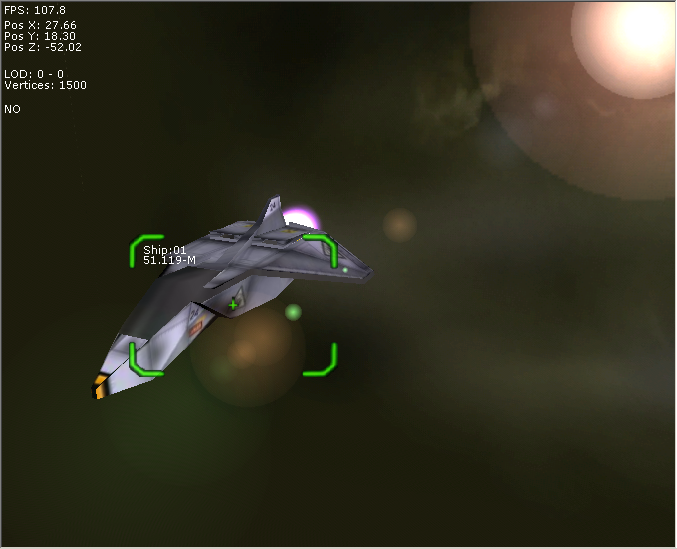 FPS: 107.8
Pos X: 27.66
Pos Y: 18.30
Pos Z: -52.02
LOD: 0 - 0
Vertices: 1500
NO
Ship:01
51.119-M